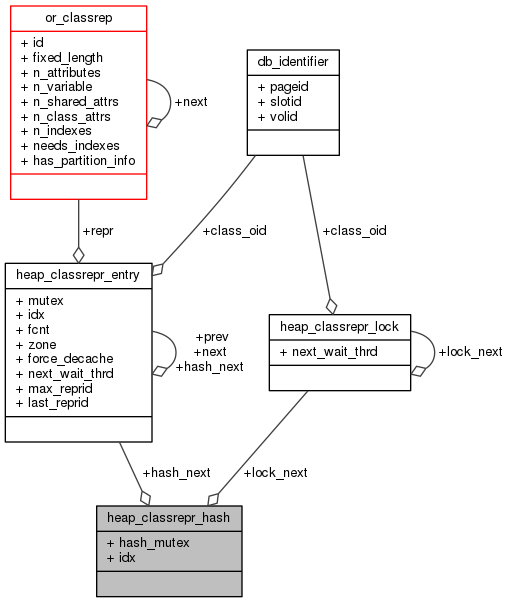 or_classrep
+ id
+ fixed_length
+ n_attributes
+ n_variable
+ n_shared_attrs
+ n_class_attrs
+ n_indexes
+ needs_indexes
+ has_partition_info
+next
db_identifier
+ pageid
+ slotid
+ volid
+repr
+class_oid
+class_oid
heap_classrepr_entry
+ mutex
+ idx
+ fcnt
+ zone
+ force_decache
+ next_wait_thrd
+ max_reprid
+ last_reprid
+prev
+next
+hash_next
heap_classrepr_lock
+ next_wait_thrd
+lock_next
+hash_next
+lock_next
heap_classrepr_hash
+ hash_mutex
+ idx